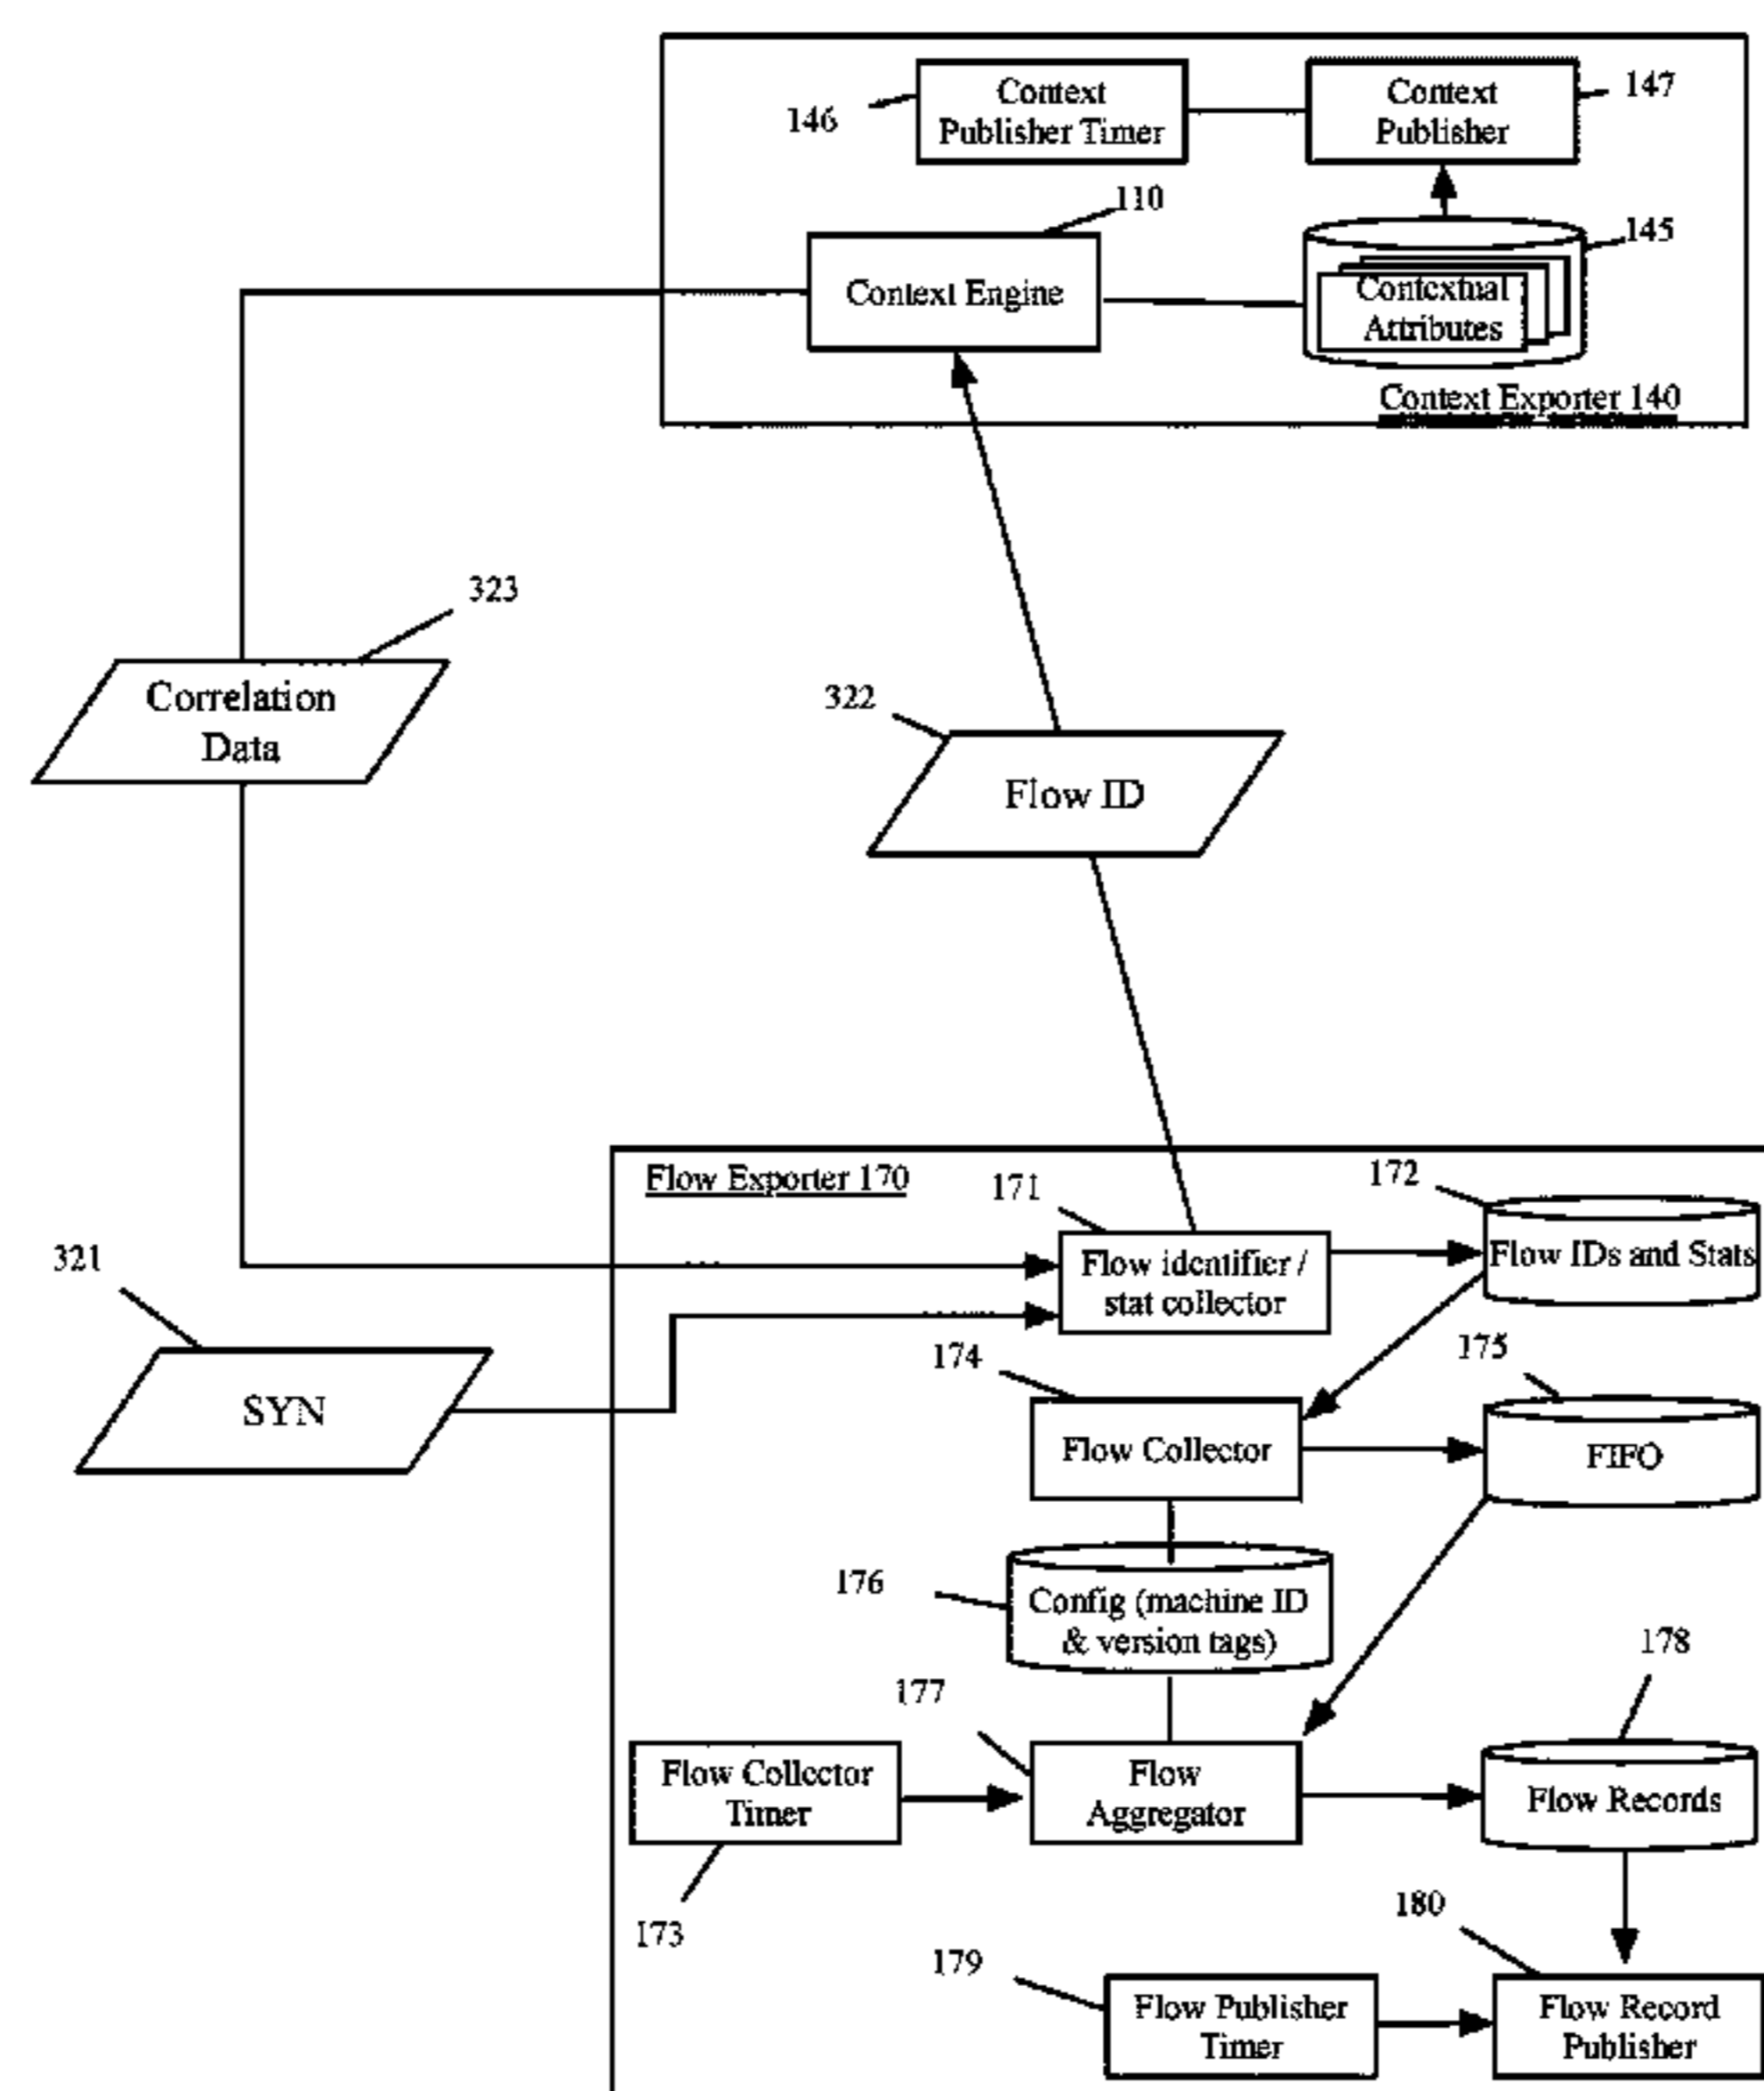 146
Context
Publisher Timer
Context
Publisher
147
110
Context Engine
145
Contextual
Attributes
Context Exporter 140
323
Correlation
Data
322
Flow ID
Flow Exporter 170
171
172
Flow identifier /
stat collector
Flow IDs and Stats
321
SYN
174
175
Flow Collector
FIFO
176
Config (machine ID
& version tags)
178
177
Flow Collector
Timer
Flow
Aggregator
Flow Records
173
180
179
Flow Publisher
Timer
Flow Record
Publisher